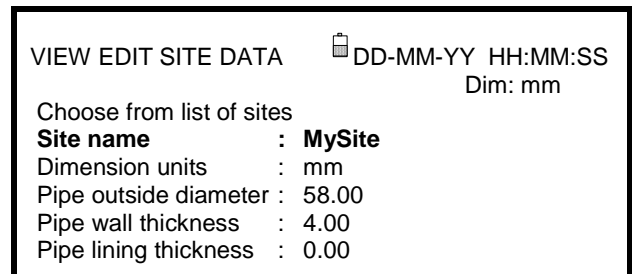 VIEW EDIT SITE DATA DD-MM-YY HH:MM:SS
Dim: mm
Choose from list of sites
Site name : MySite
Dimension units : mm
Pipe outside diameter : 58.00
Pipe wall thickness : 4.00
Pipe lining thickness : 0.00